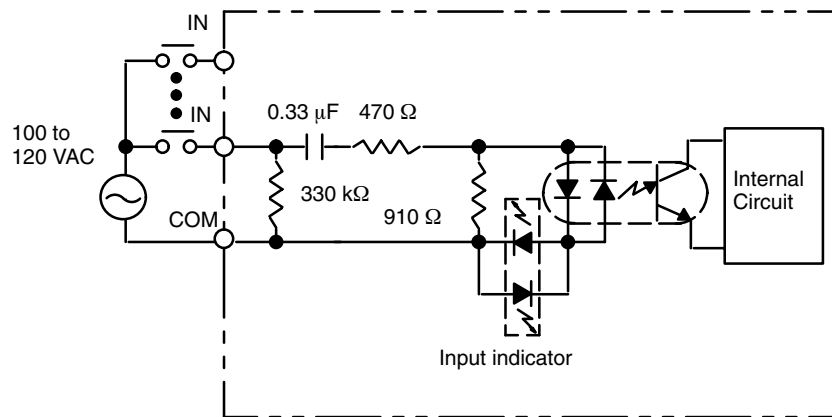 IN
IN
0.33 μF
470 Ω
100 to
120 VAC
330 kΩ
Internal
Circuit
COM
910 Ω
Input indicator